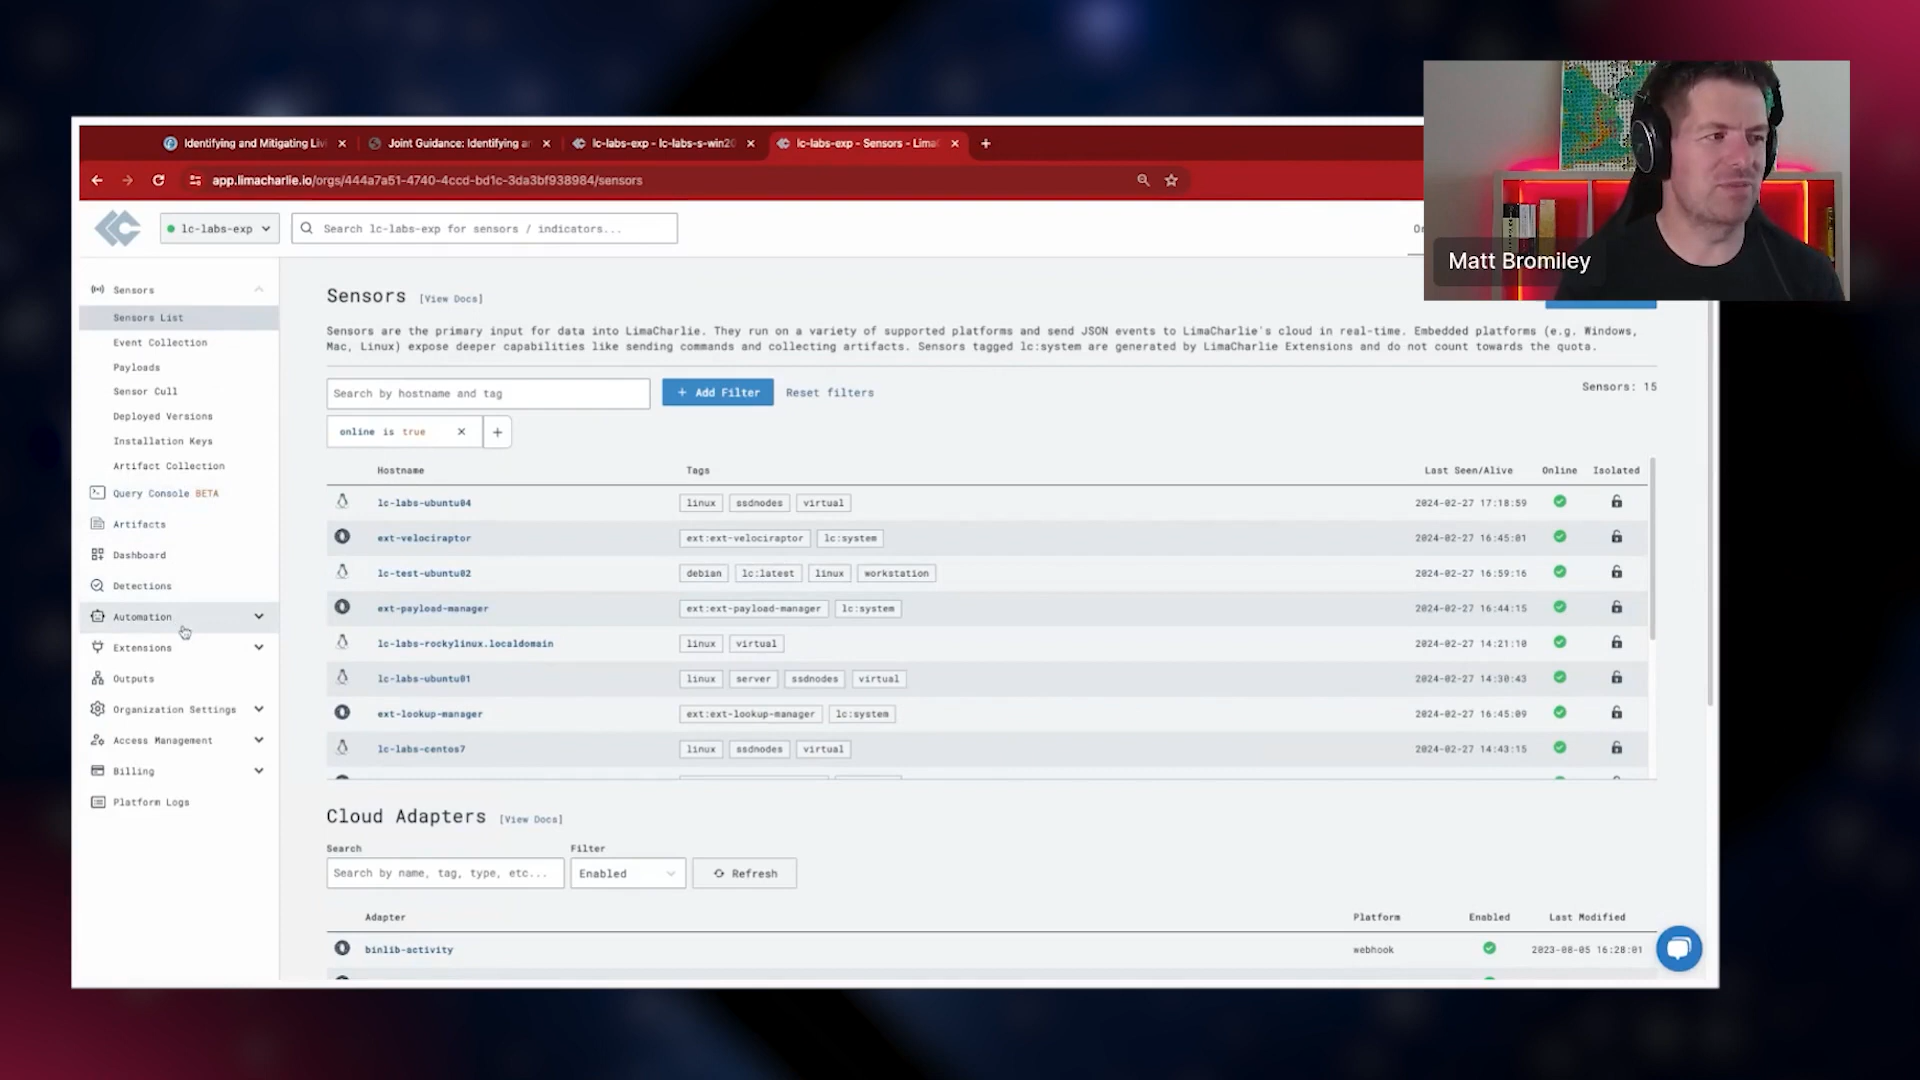 Identifying and Mitigating Livi
Joint Guidance: Identifying an
lc-labs-exp - lc-labs-s-win20
lc-labs-exp - Sensors - Lima
app.limacharlie.io/orgs/444a7a51-4740-4ccd-bd1c-3da3bf938984/sensors
lc-labs-exp
Search lc-labs-exp for sensors / indicators...
Matt Bromiley
Sensors
Sensors List
Event Collection
Payloads
Sensor Cull
Deployed Versions
Installation Keys
Artifact Collection
Query Console BETA
Artifacts
Dashboard
Detections
Automation
Extensions
Outputs
Organization Settings
Access Management
Billing
Platform Logs
Sensors [View Docs]
Sensors are the primary input for data into LimaCharlie. They run on a variety of supported platforms and send JSON events to LimaCharlie's cloud in real-time. Embedded platforms (e.g. Windows,
Mac, Linux) expose deeper capabilities like sending commands and collecting artifacts. Sensors tagged lc:system are generated by LimaCharlie Extensions and do not count towards the quota.
Search by hostname and tag
+ Add Filter
Reset filters
Sensors: 15
online is true
Hostname Tags Last Seen/Alive Online Isolated
lc-labs-ubuntu04 linux ssdnodes virtual 2024-02-27 17:18:59
ext-velociraptor ext:ext-velociraptor lc:system 2024-02-27 16:45:01
lc-test-ubuntu02 debian lc:latest linux workstation 2024-02-27 16:59:16
ext-payload-manager ext:ext-payload-manager lc:system 2024-02-27 16:44:15
lc-labs-rockylinux.localdomain linux virtual 2024-02-27 14:21:10
lc-labs-ubuntu01 linux server ssdnodes virtual 2024-02-27 14:30:43
ext-lookup-manager ext:ext-lookup-manager lc:system 2024-02-27 16:45:09
lc-labs-centos7 linux ssdnodes virtual 2024-02-27 14:43:15
Cloud Adapters [View Docs]
Search Filter
Search by name, tag, type, etc... Enabled Refresh
Adapter Platform Enabled Last Modified
binlib-activity webhook 2023-08-05 16:28:01